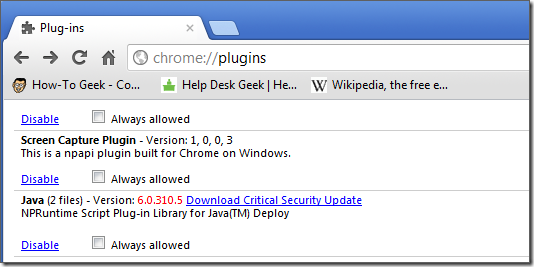 Plug-ins
chrome://plugins
How-To Geek - Co... Help Desk Geek | He... Wikipedia, the free e...
Disable Always allowed
Screen Capture Plugin - Version: 1, 0, 0, 3
This is a npapi plugin built for Chrome on Windows.
Disable Always allowed
Java (2 files) - Version: 6.0.310.5 Download Critical Security Update
NPRuntime Script Plug-in Library for Java(TM) Deploy
Disable Always allowed